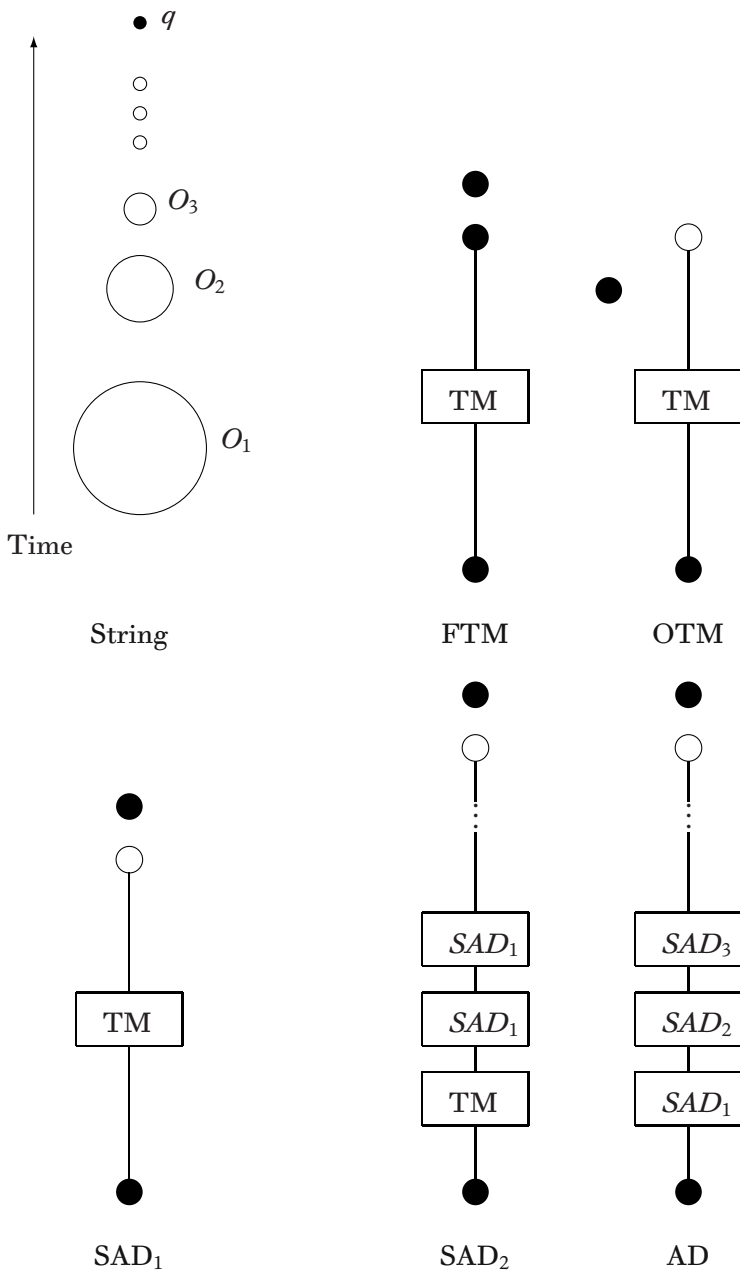 q
O₃
O₂
O₁
Time
String
TM
TM
FTM
OTM
TM
SAD₁
SAD₁
SAD₁
TM
SAD₃
SAD₂
SAD₁
SAD₂
AD